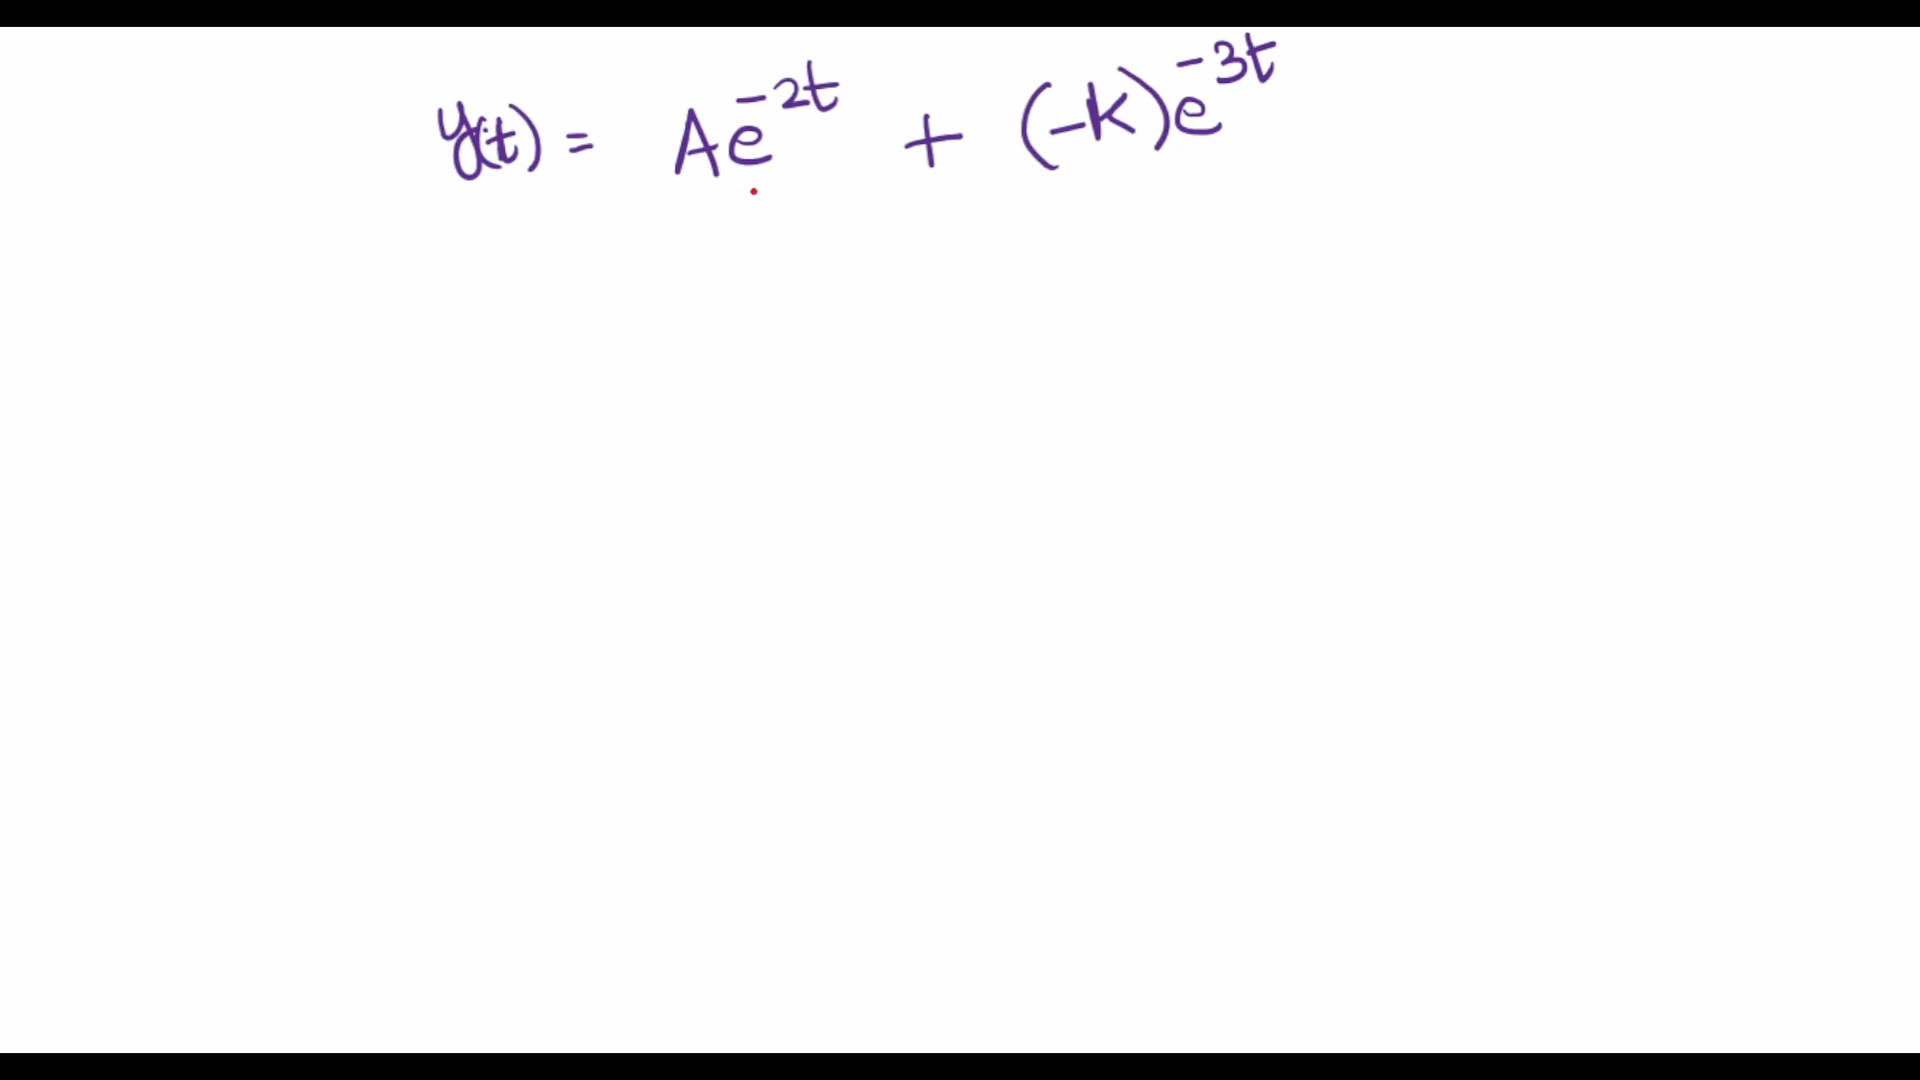 y(t) = Ae^{-2t} + (-k)e^{-3t}